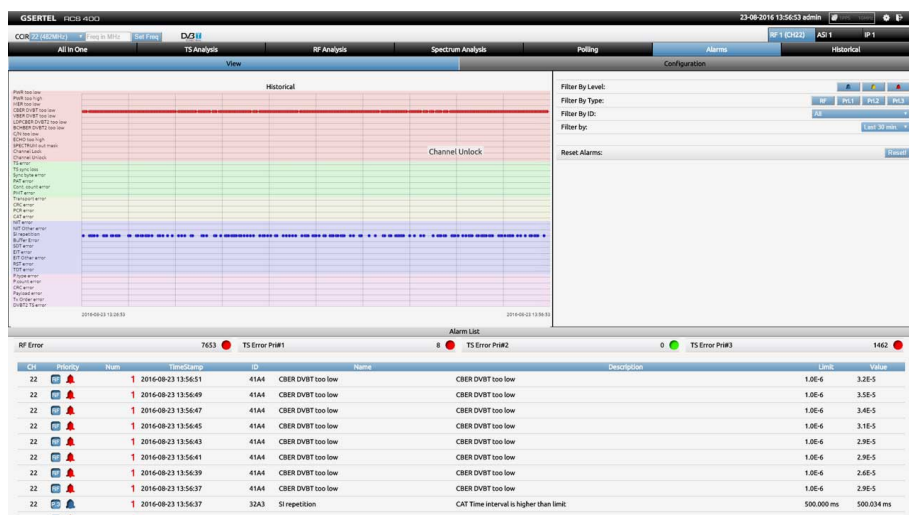 GSERTEL RCS 400
23-08-2016 13:56:53 admin
COR 22 (482MHz) Freq in MHz Set Freq DVB
RF 1 (CH22) ASI 1 IP 1
All in One TS Analysis RF Analysis Spectrum Analysis Polling Alarms Historical
View Configuration
Historical
PWR too low
PWR too high
MER too low
CBER DVBT too low
VBER DVBT too low
LDPCBER DVBT2 too low
BCHBER DVBT2 too low
C/N too low
ECHO too high
SPECTRUM out mask
Channel Lock
Channel Unlock
TS error
TS sync loss
Sync byte error
PAT error
Cont. count error
PMT error
Transport error
CRC error
PCR error
CAT error
NIT error
NIT Other error
SI repetition
Buffer Error
SDT error
EIT error
EIT Other error
RST error
TDT error
P.type error
P.count error
CRC error
Payload error
Tx Order error
DVBT2 TS error
Channel Unlock
2016-08-23 13:26:53 2016-08-23 13:56:53
Filter By Level:
Filter By Type: RF Pri.1 Pri.2 Pri.3
Filter By ID: All
Filter by: Last 30 min.
Reset Alarms: Reset!
Alarm List
RF Error 7653 TS Error Pri#1 8 TS Error Pri#2 0 TS Error Pri#3 1462
CH Priority Num TimeStamp ID Name Description Limit Value
22 RF 1 2016-08-23 13:56:51 41A4 CBER DVBT too low CBER DVBT too low 1.0E-6 3.2E-5
22 RF 1 2016-08-23 13:56:49 41A4 CBER DVBT too low CBER DVBT too low 1.0E-6 3.5E-5
22 RF 1 2016-08-23 13:56:47 41A4 CBER DVBT too low CBER DVBT too low 1.0E-6 3.4E-5
22 RF 1 2016-08-23 13:56:45 41A4 CBER DVBT too low CBER DVBT too low 1.0E-6 3.1E-5
22 RF 1 2016-08-23 13:56:43 41A4 CBER DVBT too low CBER DVBT too low 1.0E-6 2.9E-5
22 RF 1 2016-08-23 13:56:41 41A4 CBER DVBT too low CBER DVBT too low 1.0E-6 2.9E-5
22 RF 1 2016-08-23 13:56:39 41A4 CBER DVBT too low CBER DVBT too low 1.0E-6 2.6E-5
22 RF 1 2016-08-23 13:56:37 41A4 CBER DVBT too low CBER DVBT too low 1.0E-6 2.9E-5
22 1 2016-08-23 13:56:37 32A3 SI repetition CAT Time interval is higher than limit 500.000 ms 500.034 ms